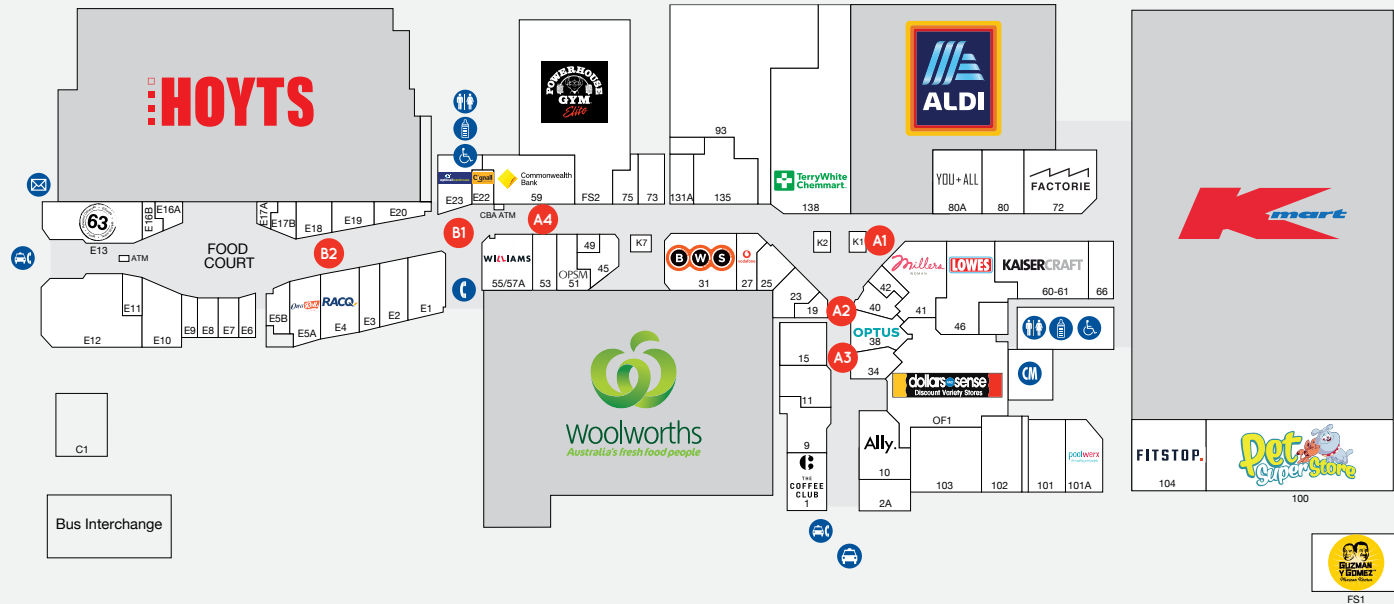 HOYTS
POWERHOUSE
GYM
Elite
ALDI
93
Commonwealth
Bank
Cignall
E23
E22
59
FS2
75
73
131A
135
TerryWhite
Chemmart.
138
YOU+ALL
80A
80
FACTORIE
72
Kmart
63
E13
E16B
E16A
E17A
E17B
E18
E19
E20
CBA ATM
A4
B1
B2
FOOD
COURT
ATM
K7
K2
K1
A1
WILLIAMS
55/57A
53
OPSM
51
49
45
BWS
31
vodafone
27
25
23
19
A2
Millers
WOMAN
LOWES
KAISERCRAFT
60-61
66
42
40
41
46
OPTUS
38
A3
34
E12
E11
E10
E9
E8
E7
E6
E5B
E5A
RACQ
E4
E3
E2
E1
15
11
9
Woolworths
Australia's fresh food people
dollars and sense
Discount Variety Stores
CM
OF1
C1
Bus Interchange
THE
COFFEE
CLUB
1
Ally.
10
2A
103
102
101
poolwerx
101A
FITSTOP.
104
Pet
Super Store
100
GUZMAN
Y GOMEZ
Mexican Kitchen
FS1